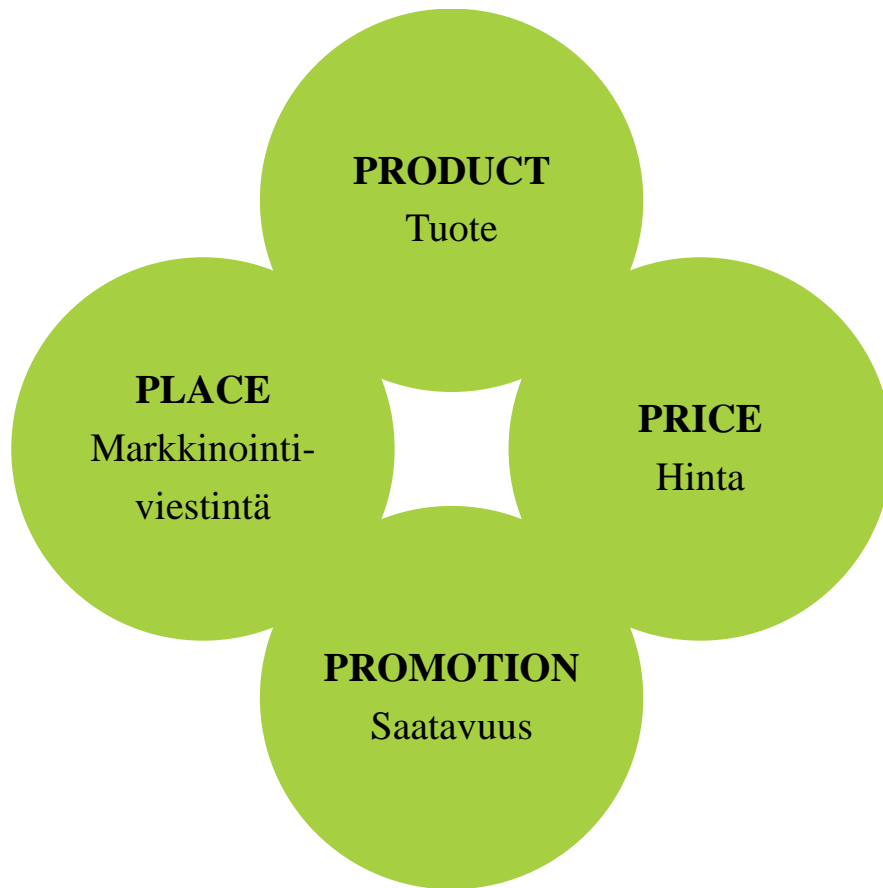 PRODUCT
Tuote
PLACE
Markkinointi-
viestintä
PRICE
Hinta
PROMOTION
Saatavuus